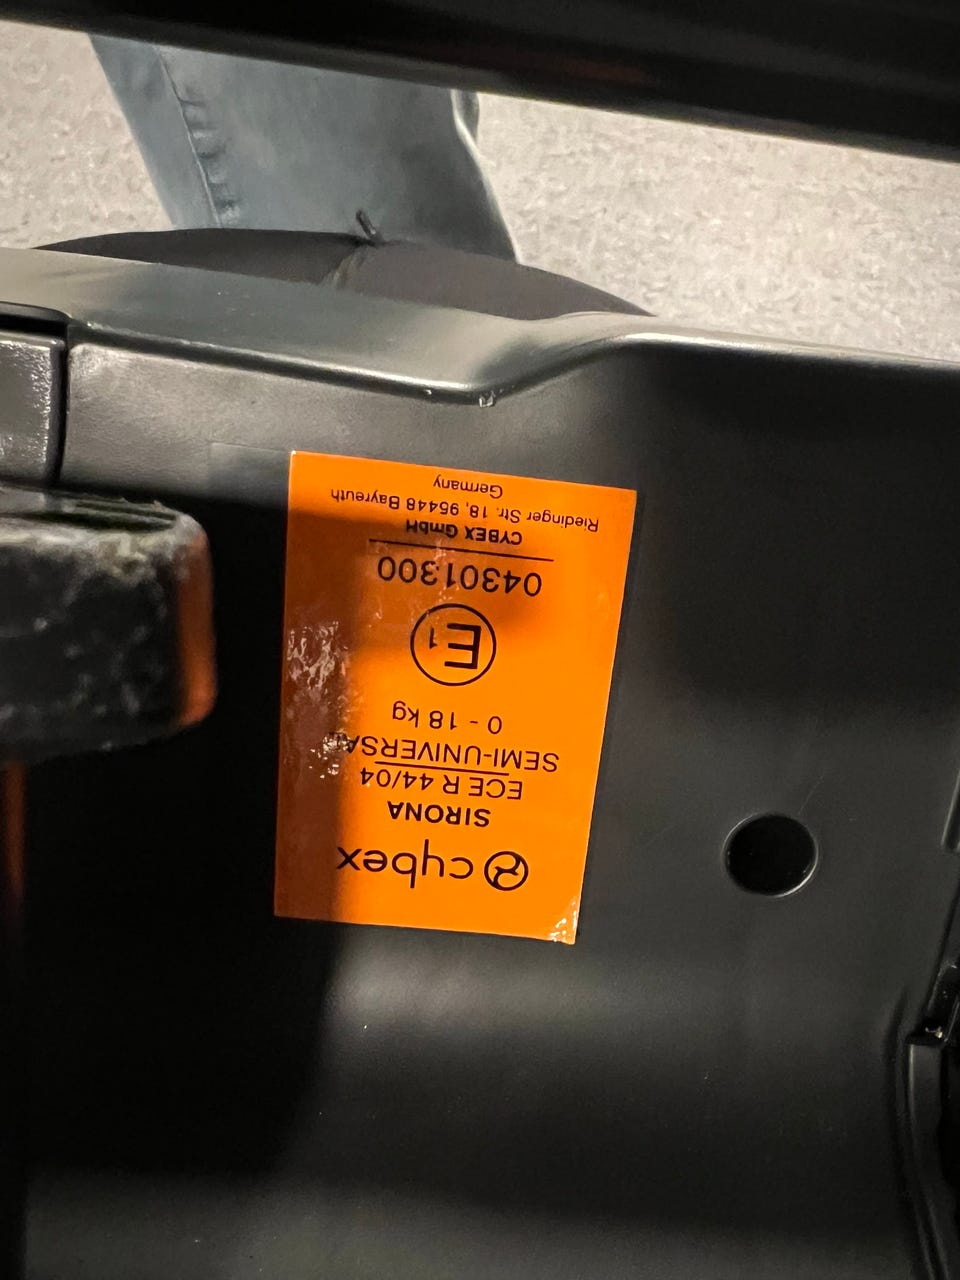 cybex
SIRONA
ECE R 44/04
SEMI-UNIVERSAL
0 - 18 kg
E1
04301300
CYBEX GmbH
Riedinger Str. 18, 95448 Bayreuth
Germany